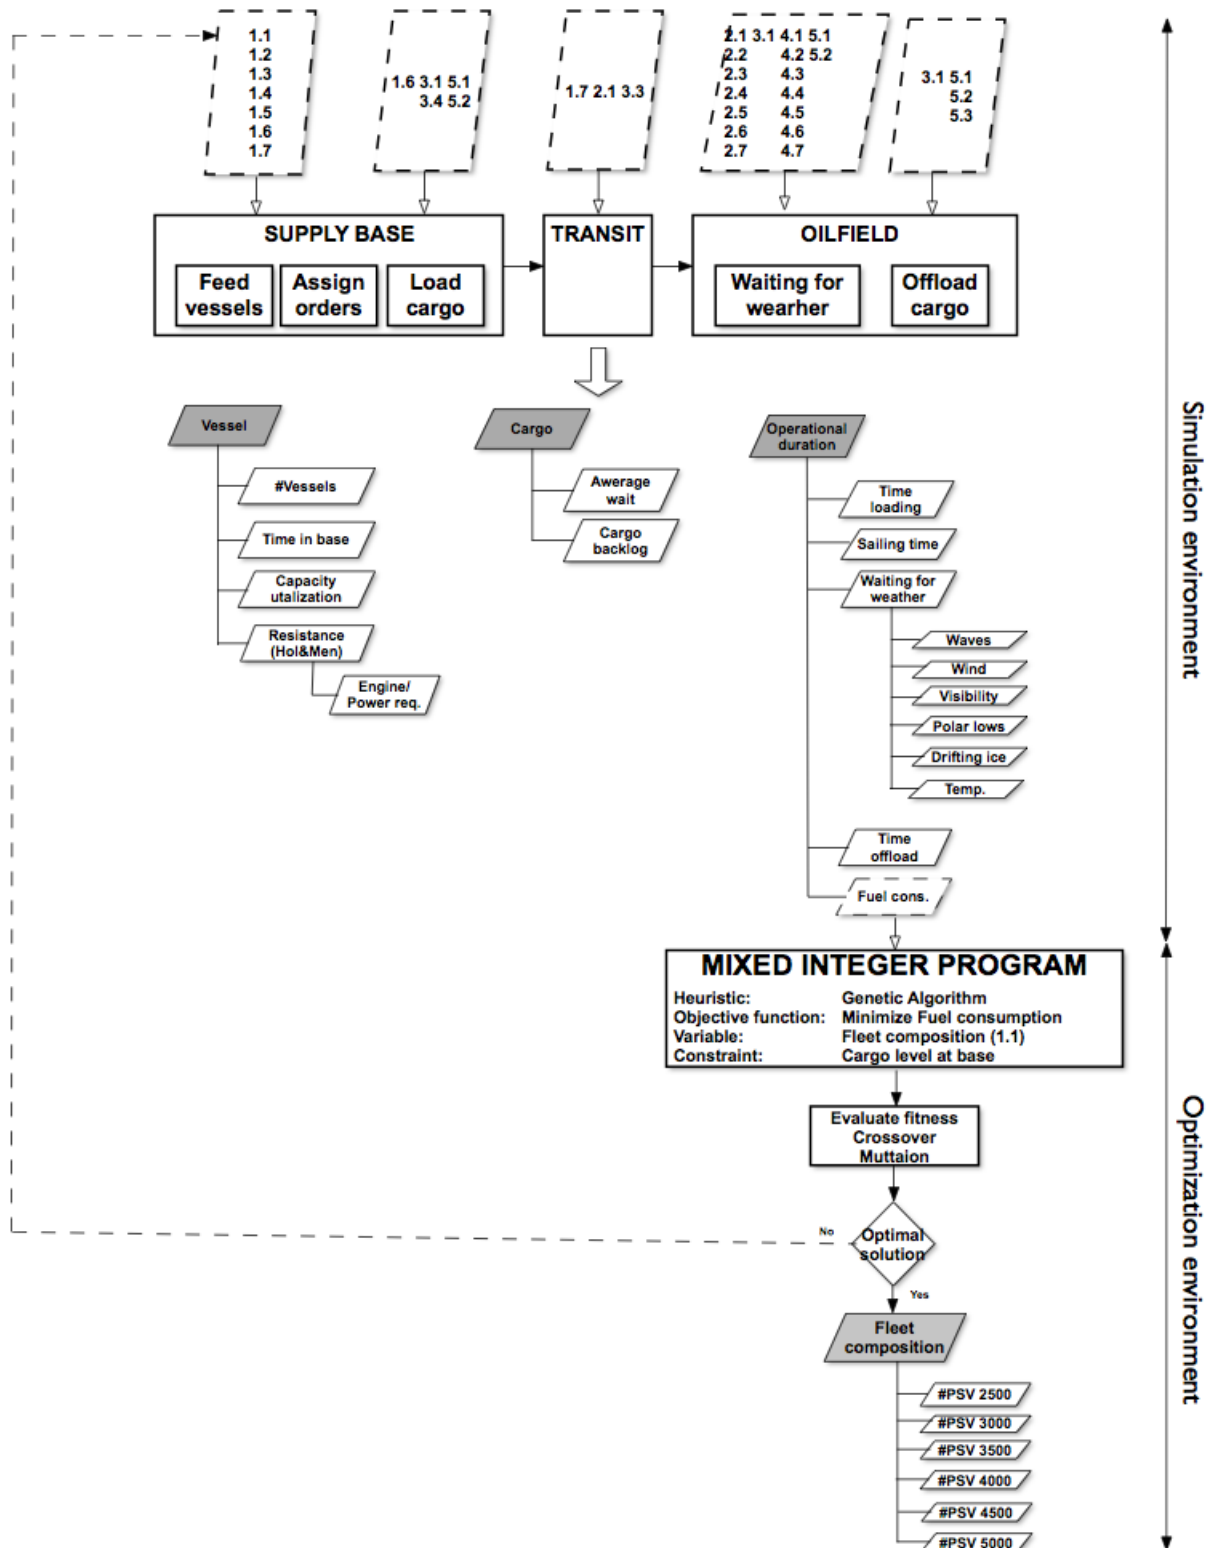 1.1
1.2
1.3
1.4
1.5
1.6
1.7
1.6 3.1 5.1
3.4 5.2
1.7 2.1 3.3
2.1 3.1 4.1 5.1
2.2 4.2 5.2
2.3 4.3
2.4 4.4
2.5 4.5
2.6 4.6
2.7 4.7
3.1 5.1
5.2
5.3
SUPPLY BASE
Feed
vessels
Assign
orders
Load
cargo
TRANSIT
OILFIELD
Waiting for
wearher
Offload
cargo
Vessel
#Vessels
Time in base
Capacity
utalization
Resistance
(Hol&Men)
Engine/
Power req.
Cargo
Awerage
wait
Cargo
backlog
Operational
duration
Time
loading
Sailing time
Waiting for
weather
Waves
Wind
Visibility
Polar lows
Drifting ice
Temp.
Time
offload
Fuel cons.
Simulation environment
MIXED INTEGER PROGRAM
Heuristic: Genetic Algorithm
Objective function: Minimize Fuel consumption
Variable: Fleet composition (1.1)
Constraint: Cargo level at base
Evaluate fitness
Crossover
Muttaion
Optimal
solution
No
Yes
Fleet
composition
#PSV 2500
#PSV 3000
#PSV 3500
#PSV 4000
#PSV 4500
#PSV 5000
Optimization environment